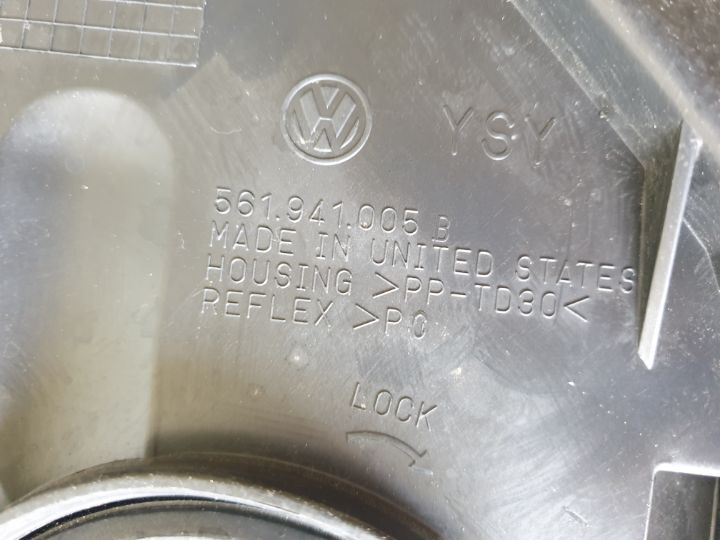 YSY
561.941.005 B
MADE IN UNITED STATES
HOUSING >PP-TD30<
REFLEX >PC
LOCK